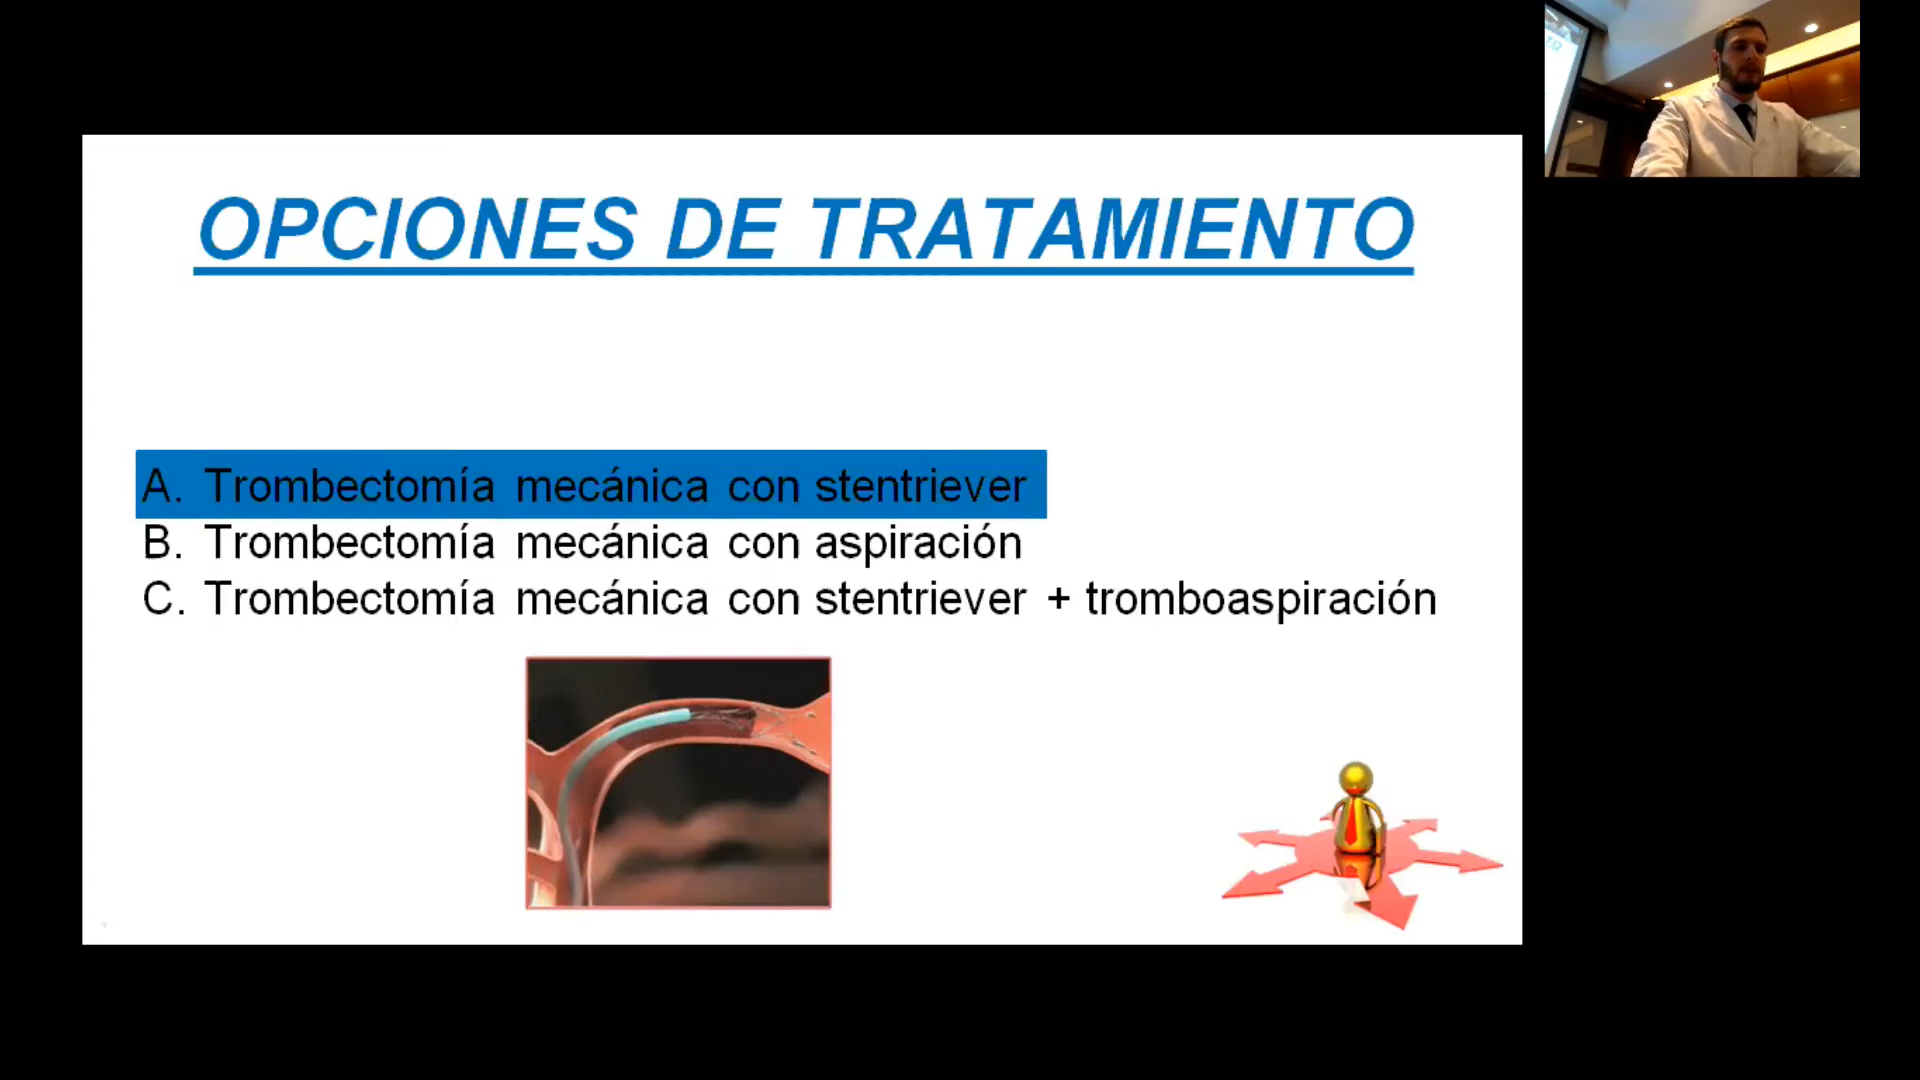 OPCIONES DE TRATAMIENTO
A. Trombectomía mecánica con stentriever
B. Trombectomía mecánica con aspiración
C. Trombectomía mecánica con stentriever + tromboaspiración